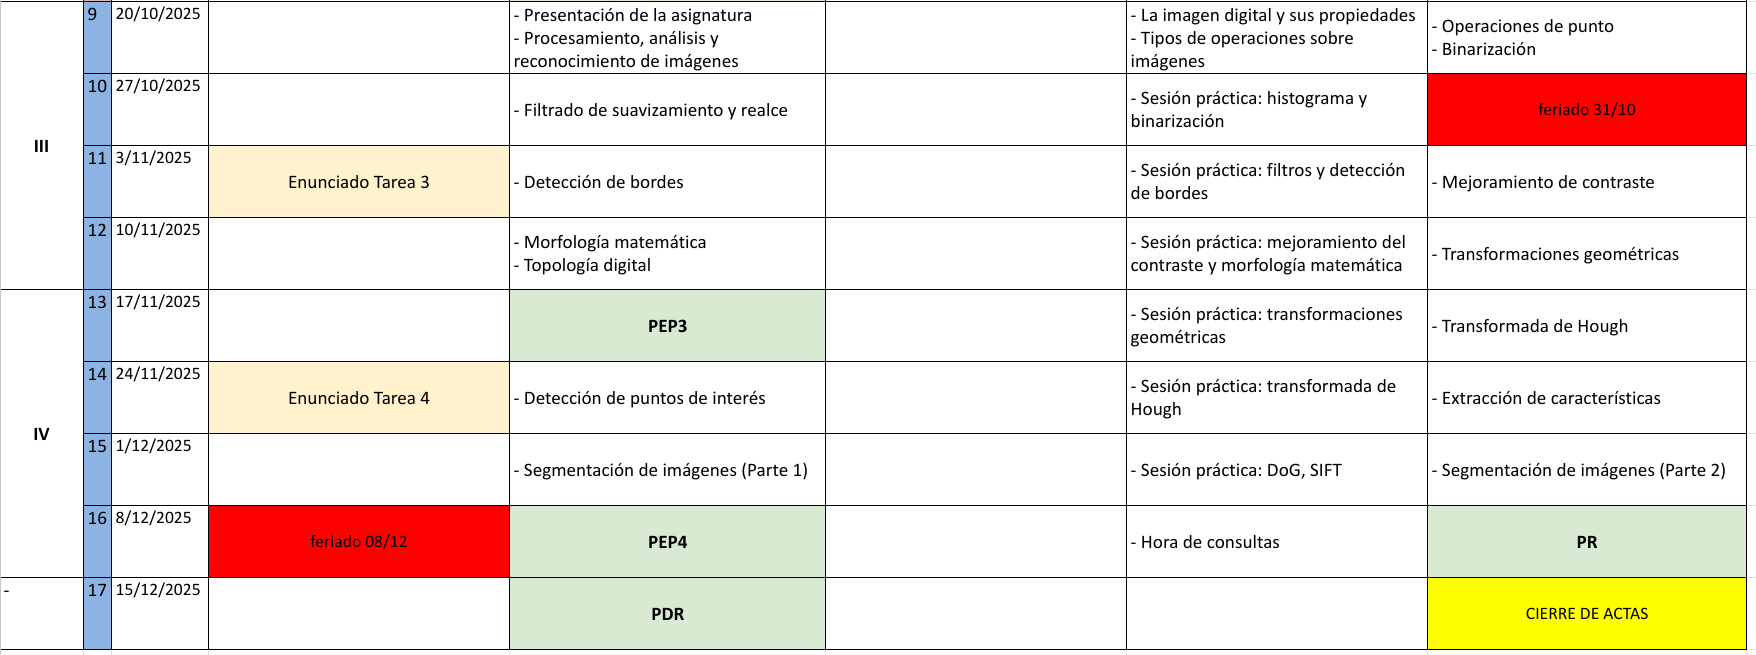 III
9
20/10/2025
- Presentación de la asignatura
- Procesamiento, análisis y
reconocimiento de imágenes
- La imagen digital y sus propiedades
- Tipos de operaciones sobre
imágenes
- Operaciones de punto
- Binarización
10
27/10/2025
- Filtrado de suavizamiento y realce
- Sesión práctica: histograma y
binarización
feriado 31/10
11
3/11/2025
Enunciado Tarea 3
- Detección de bordes
- Sesión práctica: filtros y detección
de bordes
- Mejoramiento de contraste
12
10/11/2025
- Morfología matemática
- Topología digital
- Sesión práctica: mejoramiento del
contraste y morfología matemática
- Transformaciones geométricas
IV
13
17/11/2025
PEP3
- Sesión práctica: transformaciones
geométricas
- Transformada de Hough
14
24/11/2025
Enunciado Tarea 4
- Detección de puntos de interés
- Sesión práctica: transformada de
Hough
- Extracción de características
15
1/12/2025
- Segmentación de imágenes (Parte 1)
- Sesión práctica: DoG, SIFT
- Segmentación de imágenes (Parte 2)
16
8/12/2025
feriado 08/12
PEP4
- Hora de consultas
PR
-
17
15/12/2025
PDR
CIERRE DE ACTAS